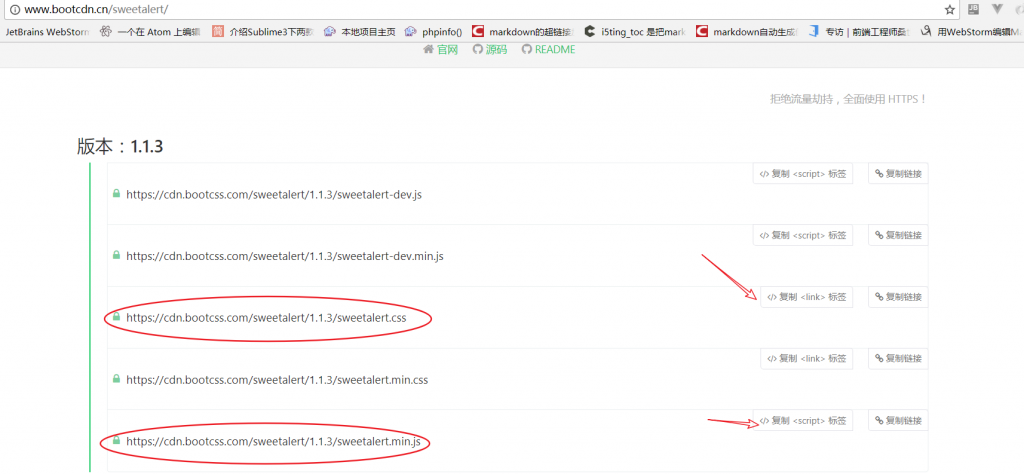 www.bootcdn.cn/sweetalert/
JetBrains WebStorm 一个在 Atom 上编辑 介绍Sublime3下两款 本地项目主页 phpinfo() markdown的超链接 i5ting_toc 是把mark markdown自动生成 专访 | 前端工程师 用WebStorm编辑Ma
官网 源码 README
拒绝流量劫持，全面使用 HTTPS！
版本：1.1.3
</> 复制 <script> 标签 复制链接
https://cdn.bootcss.com/sweetalert/1.1.3/sweetalert-dev.js
</> 复制 <script> 标签 复制链接
https://cdn.bootcss.com/sweetalert/1.1.3/sweetalert-dev.min.js
</> 复制 <link> 标签 复制链接
https://cdn.bootcss.com/sweetalert/1.1.3/sweetalert.css
</> 复制 <link> 标签 复制链接
https://cdn.bootcss.com/sweetalert/1.1.3/sweetalert.min.css
</> 复制 <script> 标签 复制链接
https://cdn.bootcss.com/sweetalert/1.1.3/sweetalert.min.js